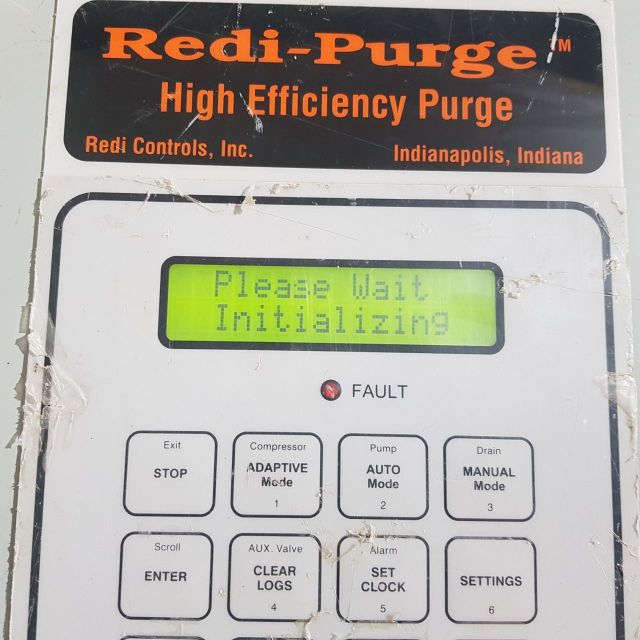 Redi-Purge™
High Efficiency Purge
Redi Controls, Inc. Indianapolis, Indiana
Please Wait
Initializing
FAULT
Exit Compressor Pump Drain
STOP ADAPTIVE Mode AUTO Mode MANUAL Mode
1 2 3
Scroll AUX. Valve Alarm
ENTER CLEAR LOGS SET CLOCK SETTINGS
4 5 6